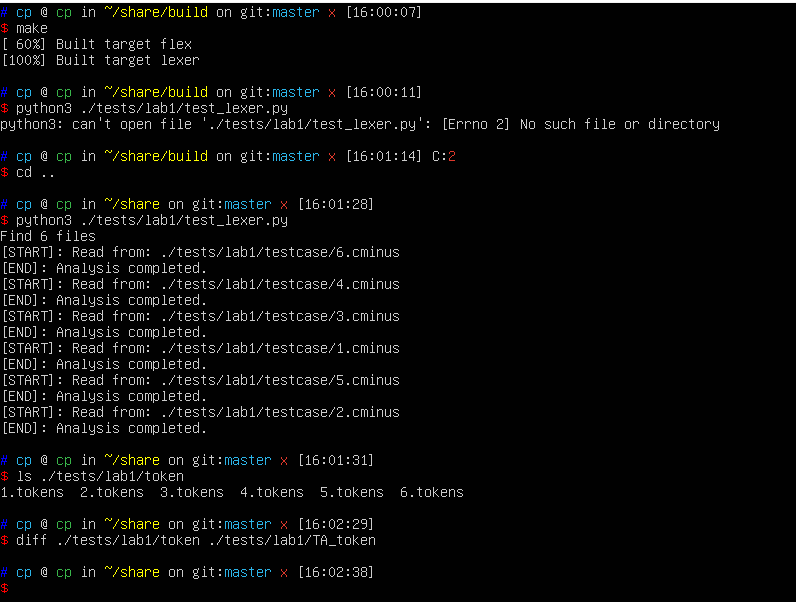 # cp @ cp in ~/share/build on git:master x [16:00:07]
$ make
[ 60%] Built target flex
[100%] Built target lexer
# cp @ cp in ~/share/build on git:master x [16:00:11]
$ python3 ./tests/lab1/test_lexer.py
python3: can't open file './tests/lab1/test_lexer.py': [Errno 2] No such file or directory
# cp @ cp in ~/share/build on git:master x [16:01:14] C:2
$ cd ..
# cp @ cp in ~/share on git:master x [16:01:28]
$ python3 ./tests/lab1/test_lexer.py
Find 6 files
[START]: Read from: ./tests/lab1/testcase/6.cminus
[END]: Analysis completed.
[START]: Read from: ./tests/lab1/testcase/4.cminus
[END]: Analysis completed.
[START]: Read from: ./tests/lab1/testcase/3.cminus
[END]: Analysis completed.
[START]: Read from: ./tests/lab1/testcase/1.cminus
[END]: Analysis completed.
[START]: Read from: ./tests/lab1/testcase/5.cminus
[END]: Analysis completed.
[START]: Read from: ./tests/lab1/testcase/2.cminus
[END]: Analysis completed.
# cp @ cp in ~/share on git:master x [16:01:31]
$ ls ./tests/lab1/token
1.tokens 2.tokens 3.tokens 4.tokens 5.tokens 6.tokens
# cp @ cp in ~/share on git:master x [16:02:29]
$ diff ./tests/lab1/token ./tests/lab1/TA_token
# cp @ cp in ~/share on git:master x [16:02:38]
$